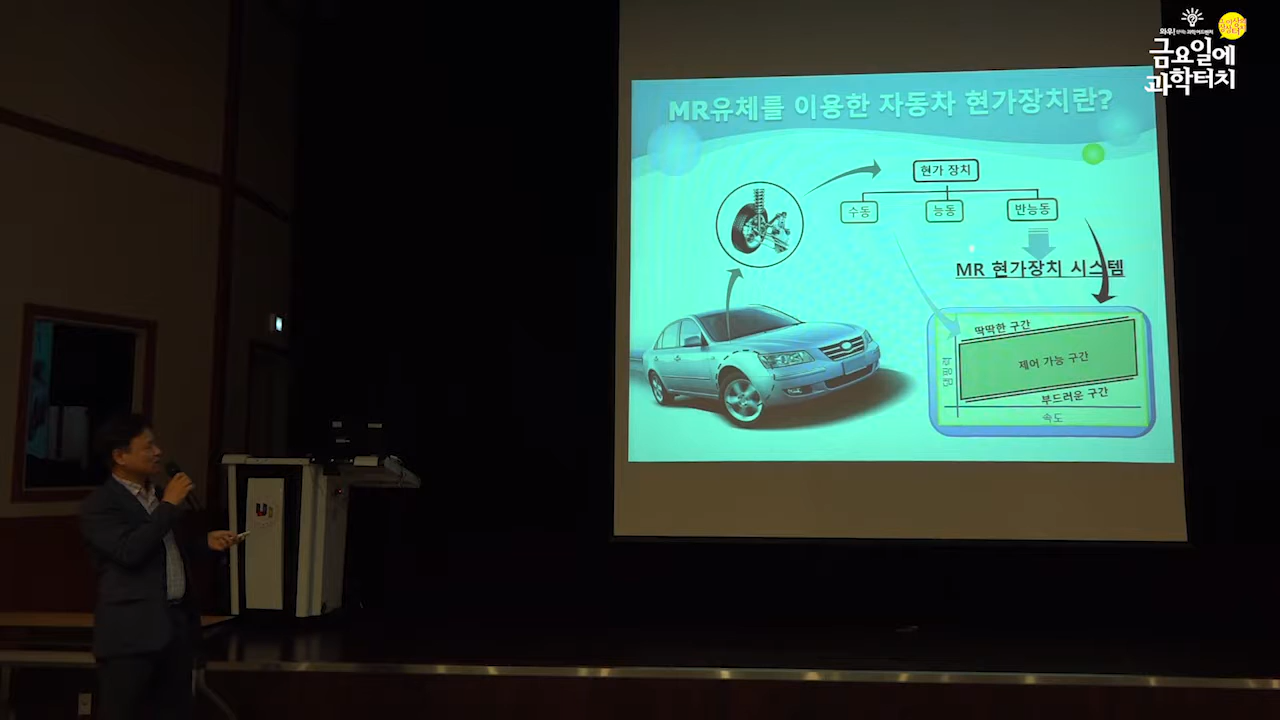 금요일에
과학터치
MR유체를 이용한 자동차 현가장치란?
현가 장치
수동
능동
반능동
MR 현가장치 시스템
딱딱한 구간
제어 가능 구간
부드러운 구간
댐핑력
속도